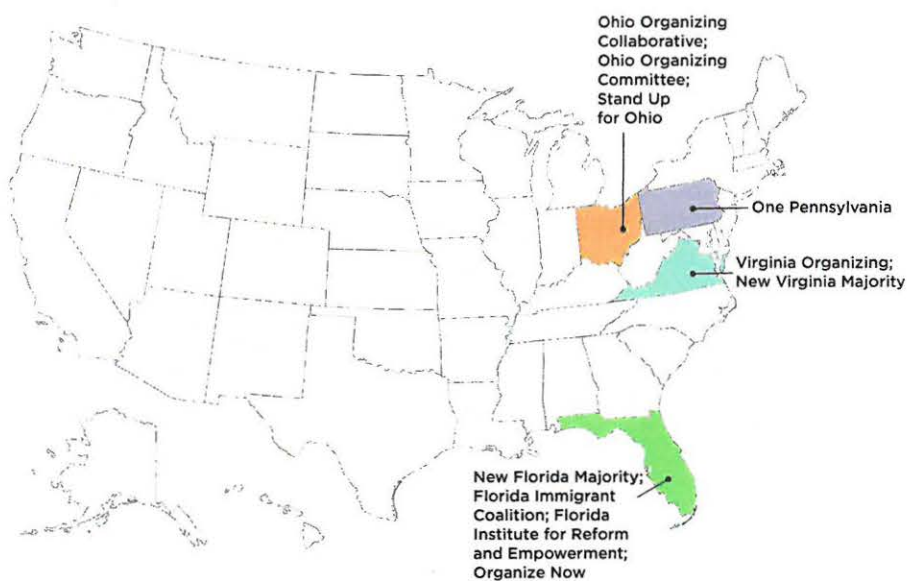 Ohio Organizing
Collaborative;
Ohio Organizing
Committee;
Stand Up
for Ohio
One Pennsylvania
Virginia Organizing;
New Virginia Majority
New Florida Majority;
Florida Immigrant
Coalition; Florida
Institute for Reform
and Empowerment;
Organize Now